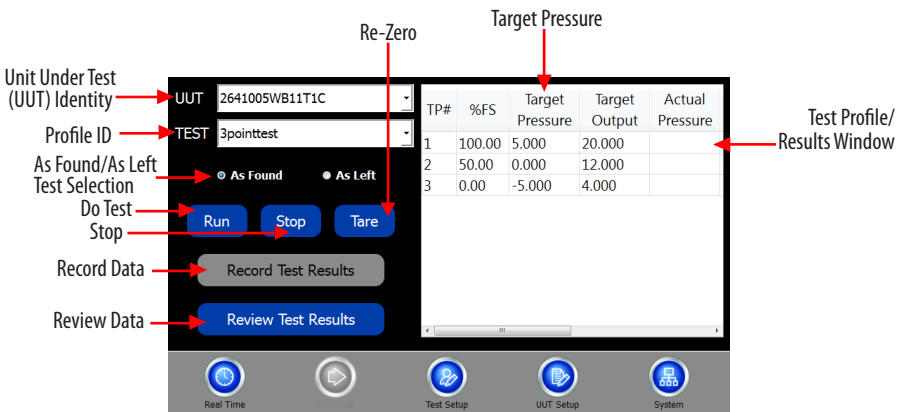 Target Pressure
Re-Zero
Unit Under Test
(UUT) Identity
Profile ID
As Found/As Left
Test Selection
Do Test
Stop
Record Data
Review Data
Test Profile/
Results Window
UUT 2641005WB11T1C
TEST 3pointtest
As Found As Left
Run Stop Tare
Record Test Results
Review Test Results
TP# %FS Target Pressure Target Output Actual Pressure
1 100.00 5.000 20.000
2 50.00 0.000 12.000
3 0.00 -5.000 4.000
Real Time
Test Setup
UUT Setup
System